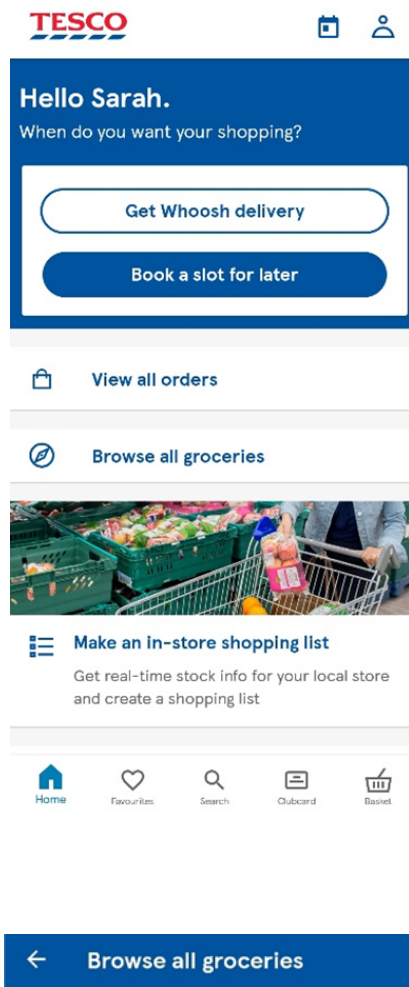 TESCO
Hello Sarah.
When do you want your shopping?
Get Whoosh delivery
Book a slot for later
View all orders
Browse all groceries
Make an in-store shopping list
Get real-time stock info for your local store
and create a shopping list
Home Favourites Search Clubcard Basket
Browse all groceries